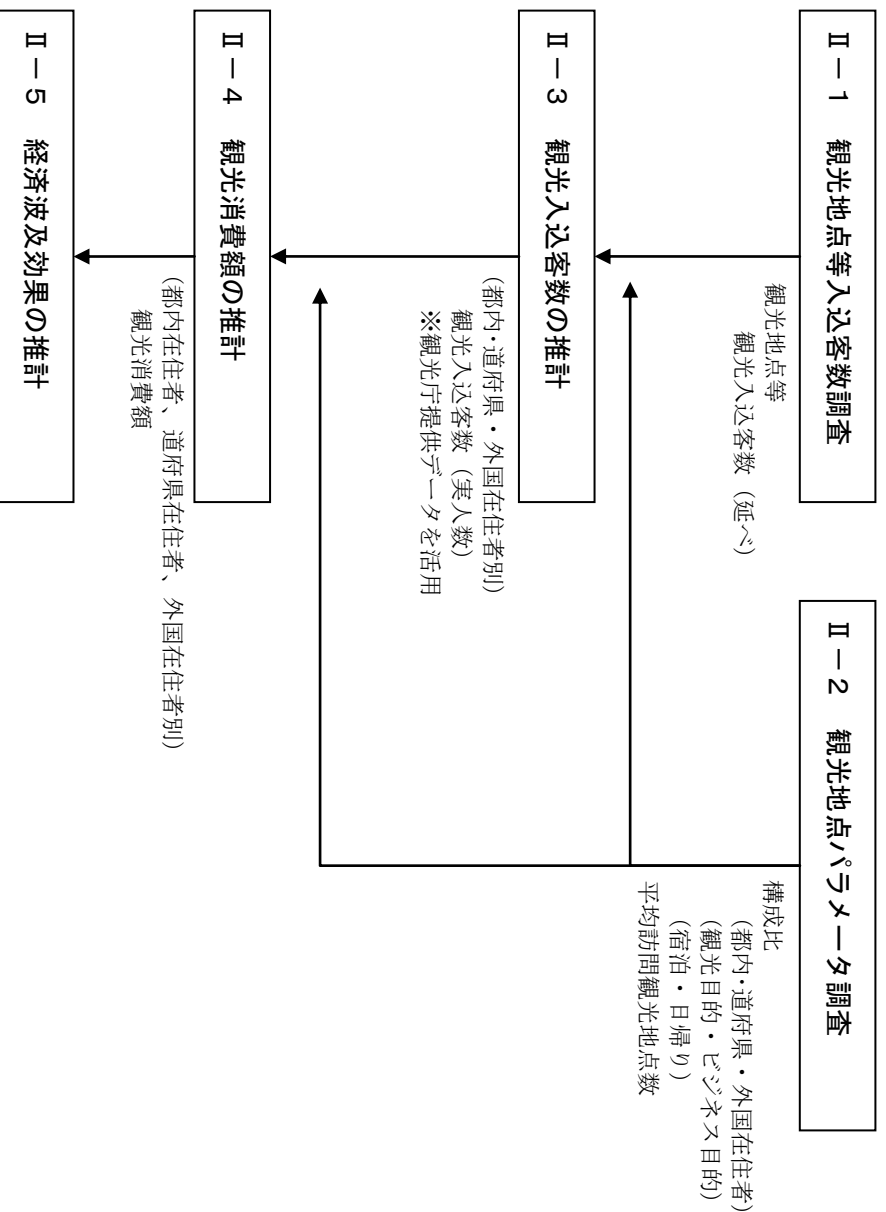 Ⅱ－１　観光地点等入込客数調査
Ⅱ－２　観光地点パラメータ調査
観光地点等
観光入込客数（延べ）
構成比
（都内･道府県・外国在住者）
（観光目的・ビジネス目的）
（宿泊・日帰り）
平均訪問観光地点数
Ⅱ－３　観光入込客数の推計
（都内･道府県・外国在住者別）
観光入込客数（実人数）
※観光庁提供データを活用
Ⅱ－４　観光消費額の推計
（都内在住者、道府県在住者、外国在住者別）
観光消費額
Ⅱ－５　経済波及効果の推計